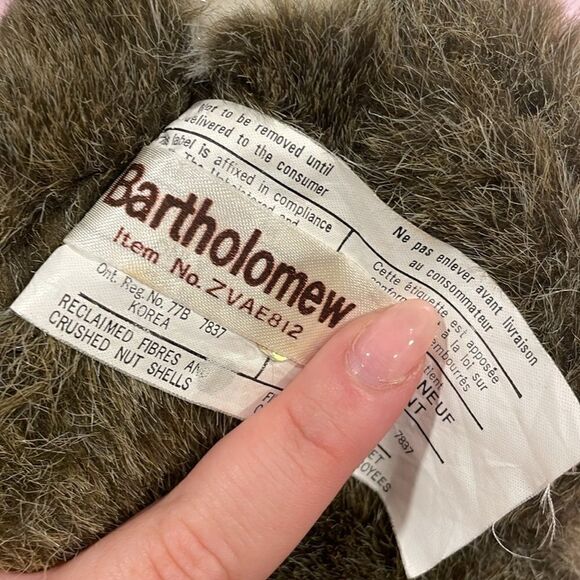 Not to be removed until
delivered to the consumer
label is affixed in compliance
Bartholomew
Item No. ZVAE812
Ont. Reg. No. 77B 7837
KOREA
RECLAIMED FIBRES AND
CRUSHED NUT SHELLS
Ne pas enlever avant livraison
au consommateur
Cette étiquette est apposée
à la loi sur
NEUF
7837